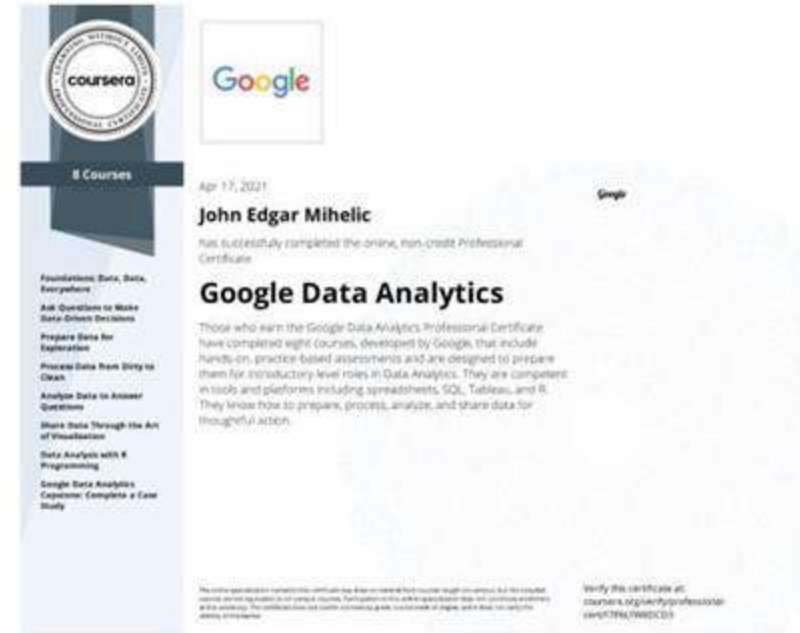 LEARNING WITHOUT LIMITS
coursera
PROFESSIONAL CERTIFICATE
8 Courses
Foundations: Data, Data,
Everywhere
Ask Questions to Make
Data-Driven Decisions
Prepare Data for
Exploration
Process Data from Dirty to
Clean
Analyze Data to Answer
Questions
Share Data Through the Art
of Visualization
Data Analysis with R
Programming
Google Data Analytics
Capstone: Complete a Case
Study
Google
Apr 17, 2021
John Edgar Mihelic
has successfully completed the online, non-credit Professional
Certificate
Google Data Analytics
Those who earn the Google Data Analytics Professional Certificate
have completed eight courses, developed by Google, that include
hands-on, practice-based assessments and are designed to prepare
them for introductory-level roles in Data Analytics. They are competent
in tools and platforms including spreadsheets, SQL, Tableau, and R.
They know how to prepare, process, analyze, and share data for
thoughtful action.
Google
Verify this certificate at:
coursera.org/verify/professional-